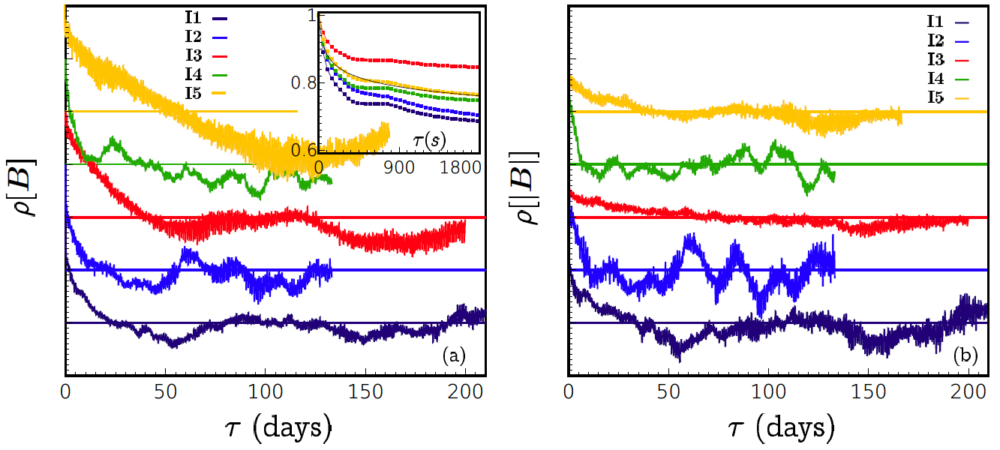 I1
I2
I3
I4
I5
1
0.8
0.6
τ(s)
0 900 1800
ρ[B]
(a)
0 50 100 150 200
τ (days)
I1
I2
I3
I4
I5
ρ[|B|]
(b)
0 50 100 150 200
τ (days)